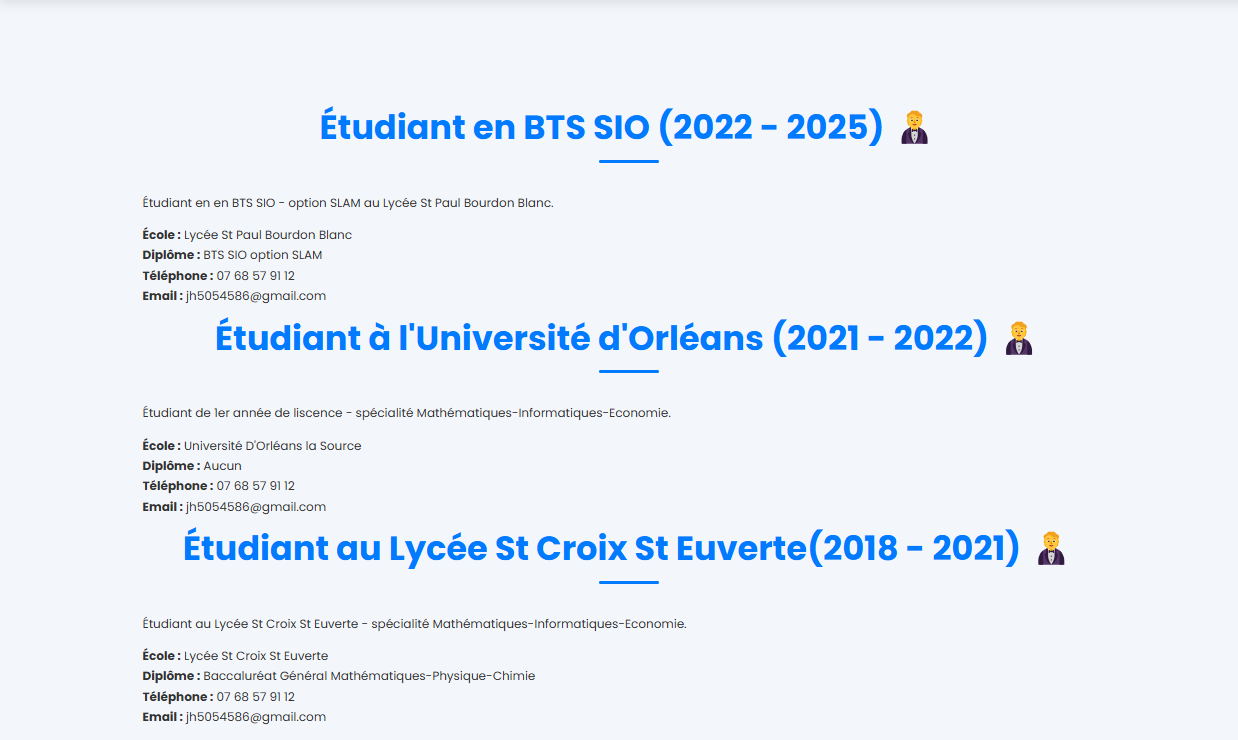 Étudiant en BTS SIO (2022 - 2025) 🤵
Étudiant en en BTS SIO - option SLAM au Lycée St Paul Bourdon Blanc.
École : Lycée St Paul Bourdon Blanc
Diplôme : BTS SIO option SLAM
Téléphone : 07 68 57 91 12
Email : jh5054586@gmail.com
Étudiant à l'Université d'Orléans (2021 - 2022) 🤵
Étudiant de 1er année de liscence - spécialité Mathématiques-Informatiques-Economie.
École : Université D'Orléans la Source
Diplôme : Aucun
Téléphone : 07 68 57 91 12
Email : jh5054586@gmail.com
Étudiant au Lycée St Croix St Euverte(2018 - 2021) 🤵
Étudiant au Lycée St Croix St Euverte - spécialité Mathématiques-Informatiques-Economie.
École : Lycée St Croix St Euverte
Diplôme : Baccaluréat Général Mathématiques-Physique-Chimie
Téléphone : 07 68 57 91 12
Email : jh5054586@gmail.com